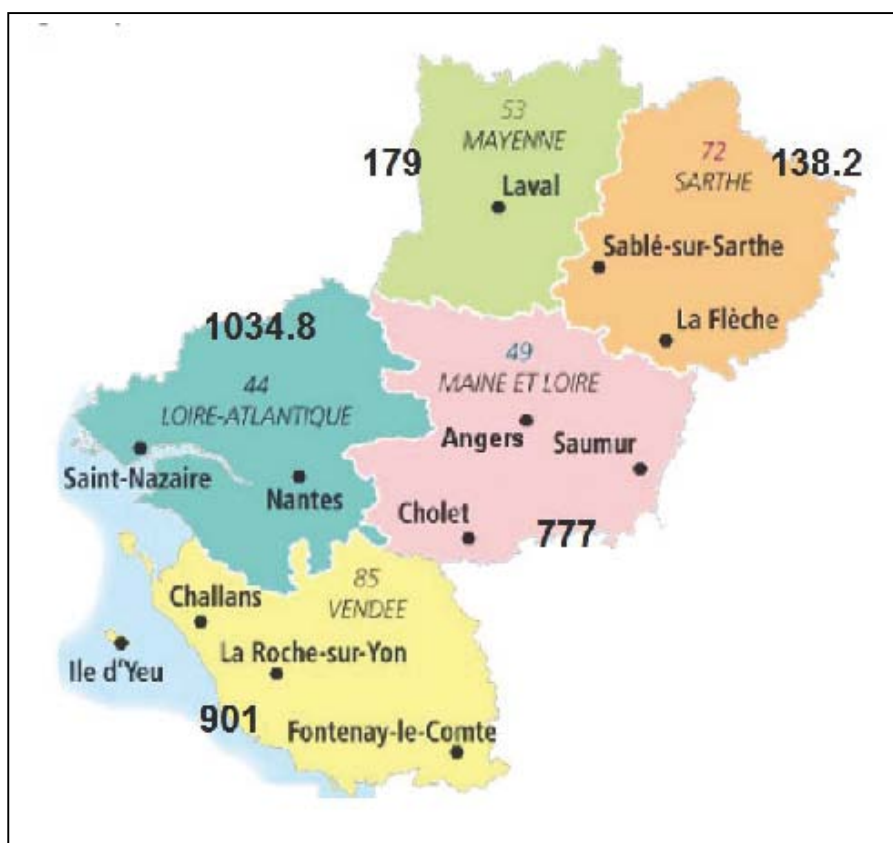 53
MAYENNE
179
Laval
72
SARTHE
138.2
Sablé-sur-Sarthe
La Flèche
1034.8
44
LOIRE-ATLANTIQUE
49
MAINE ET LOIRE
Angers
Saumur
Saint-Nazaire
Nantes
Cholet
777
85
VENDEE
Challans
La Roche-sur-Yon
Ile d'Yeu
901
Fontenay-le-Comte